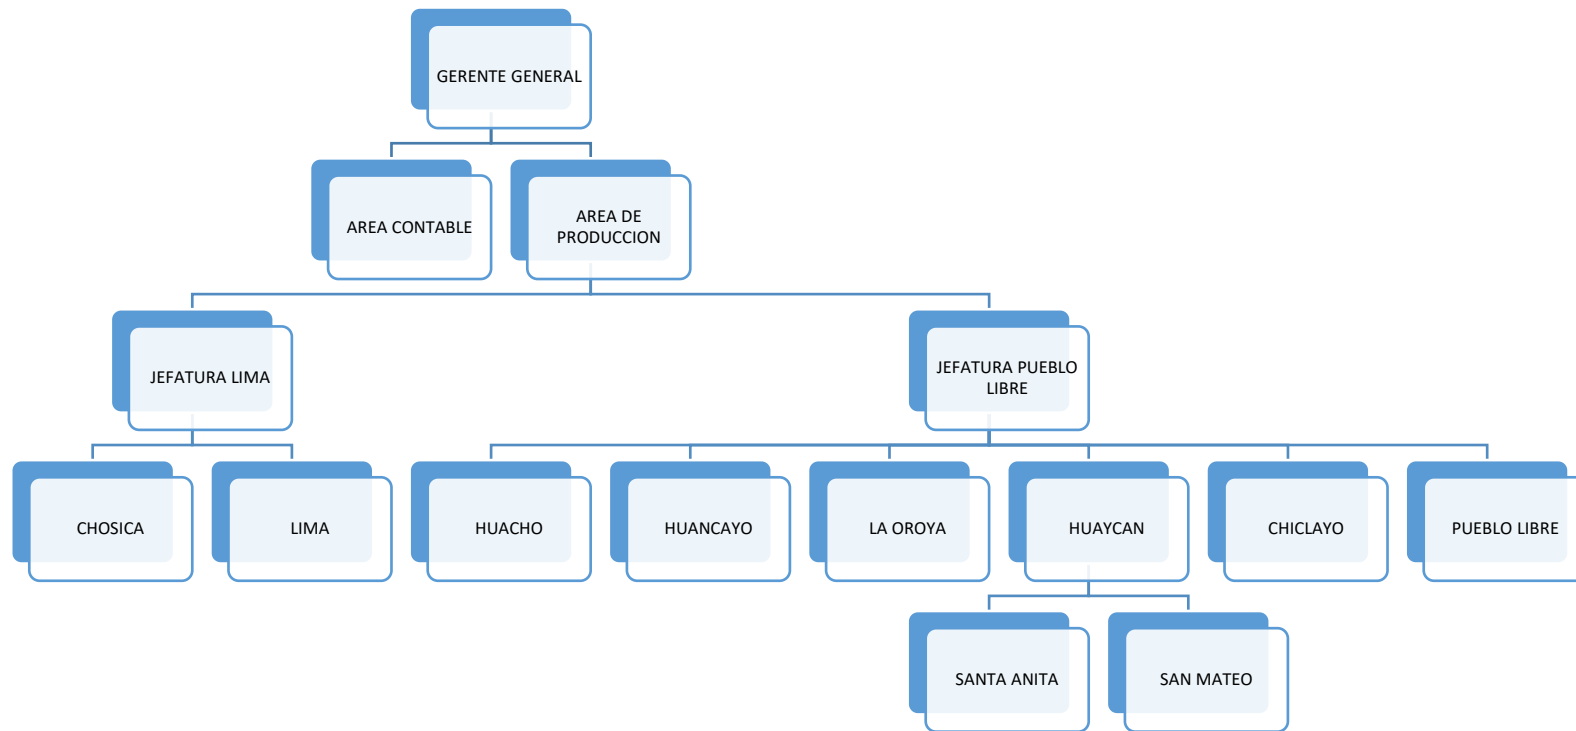 GERENTE GENERAL
AREA CONTABLE
AREA DE
PRODUCCION
JEFATURA LIMA
JEFATURA PUEBLO
LIBRE
CHOSICA
LIMA
HUACHO
HUANCAYO
LA OROYA
HUAYCAN
CHICLAYO
PUEBLO LIBRE
SANTA ANITA
SAN MATEO